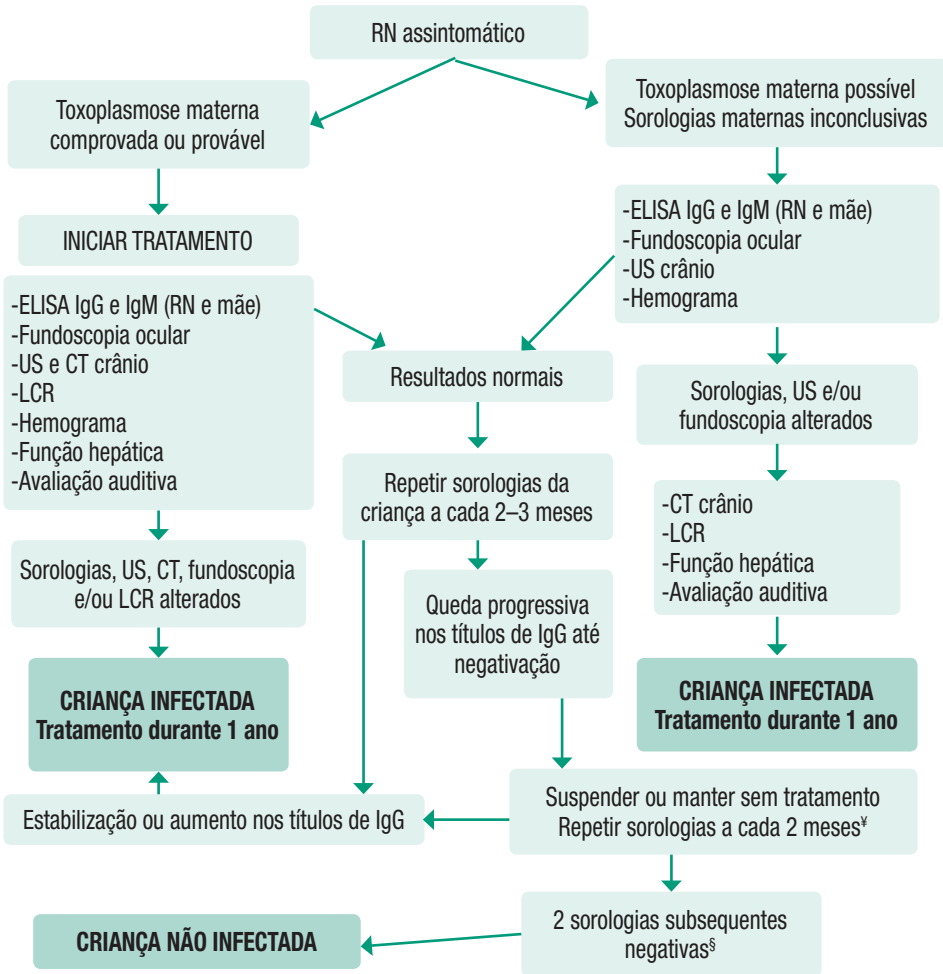 RN assintomático
Toxoplasmose materna
comprovada ou provável
Toxoplasmose materna possível
Sorologias maternas inconclusivas
INICIAR TRATAMENTO
-ELISA IgG e IgM (RN e mãe)
-Fundoscopia ocular
-US crânio
-Hemograma
-ELISA IgG e IgM (RN e mãe)
-Fundoscopia ocular
-US e CT crânio
-LCR
-Hemograma
-Função hepática
-Avaliação auditiva
Resultados normais
Sorologias, US e/ou
fundoscopia alterados
Repetir sorologias da
criança a cada 2–3 meses
-CT crânio
-LCR
-Função hepática
-Avaliação auditiva
Sorologias, US, CT, fundoscopia
e/ou LCR alterados
Queda progressiva
nos títulos de IgG até
negativação
CRIANÇA INFECTADA
Tratamento durante 1 ano
CRIANÇA INFECTADA
Tratamento durante 1 ano
Estabilização ou aumento nos títulos de IgG
Suspender ou manter sem tratamento
Repetir sorologias a cada 2 meses¥
2 sorologias subsequentes
negativas§
CRIANÇA NÃO INFECTADA